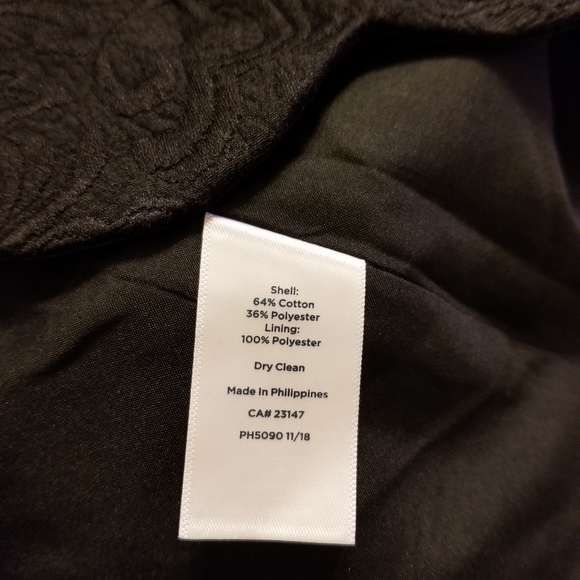 Shell:
64% Cotton
36% Polyester
Lining:
100% Polyester
Dry Clean
Made In Philippines
CA# 23147
PH5090 11/18